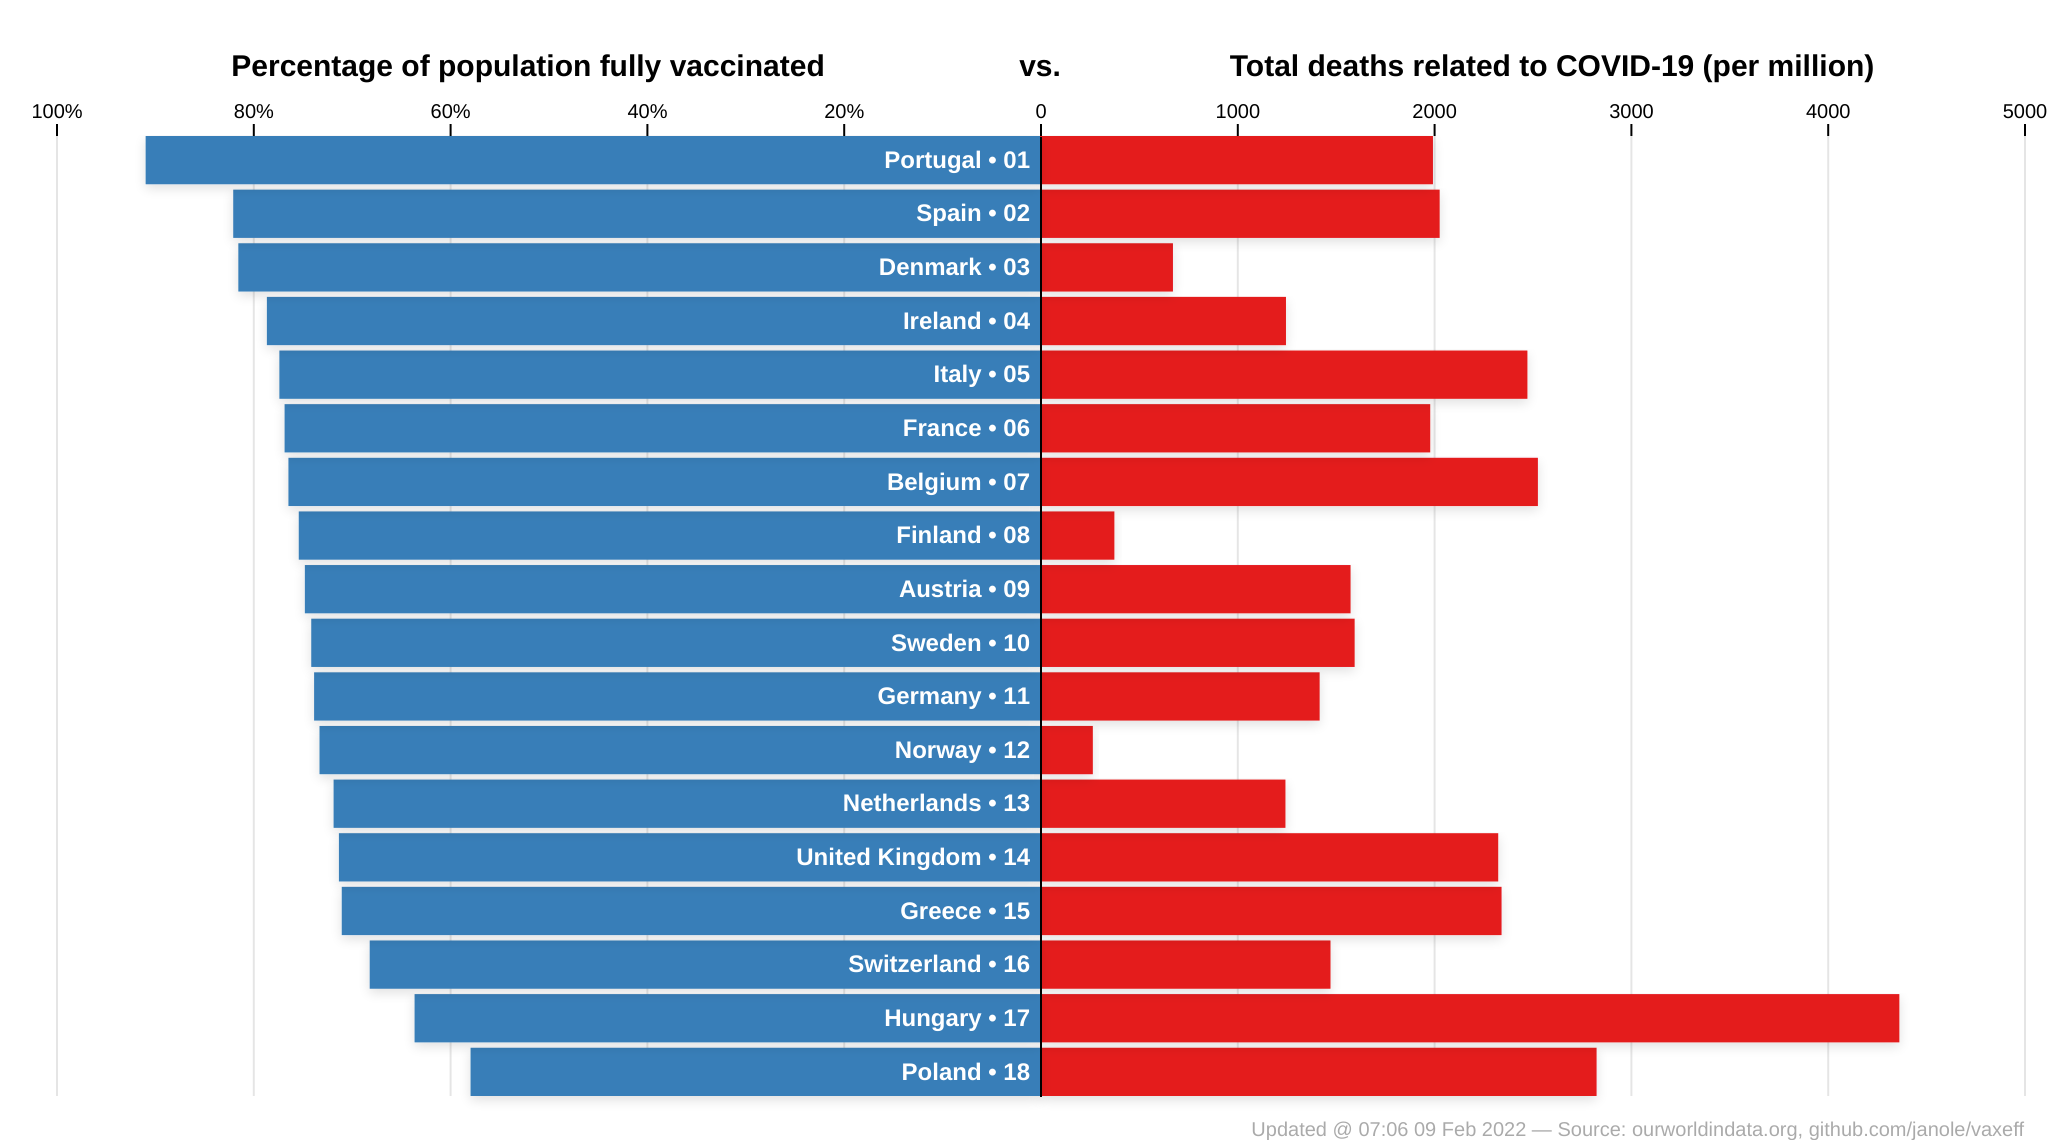 Percentage of population fully vaccinated vs. Total deaths related to COVID-19 (per million)
100% 80% 60% 40% 20% 0 1000 2000 3000 4000 5000
Portugal • 01
Spain • 02
Denmark • 03
Ireland • 04
Italy • 05
France • 06
Belgium • 07
Finland • 08
Austria • 09
Sweden • 10
Germany • 11
Norway • 12
Netherlands • 13
United Kingdom • 14
Greece • 15
Switzerland • 16
Hungary • 17
Poland • 18
Updated @ 07:06 09 Feb 2022 — Source: ourworldindata.org, github.com/janole/vaxeff